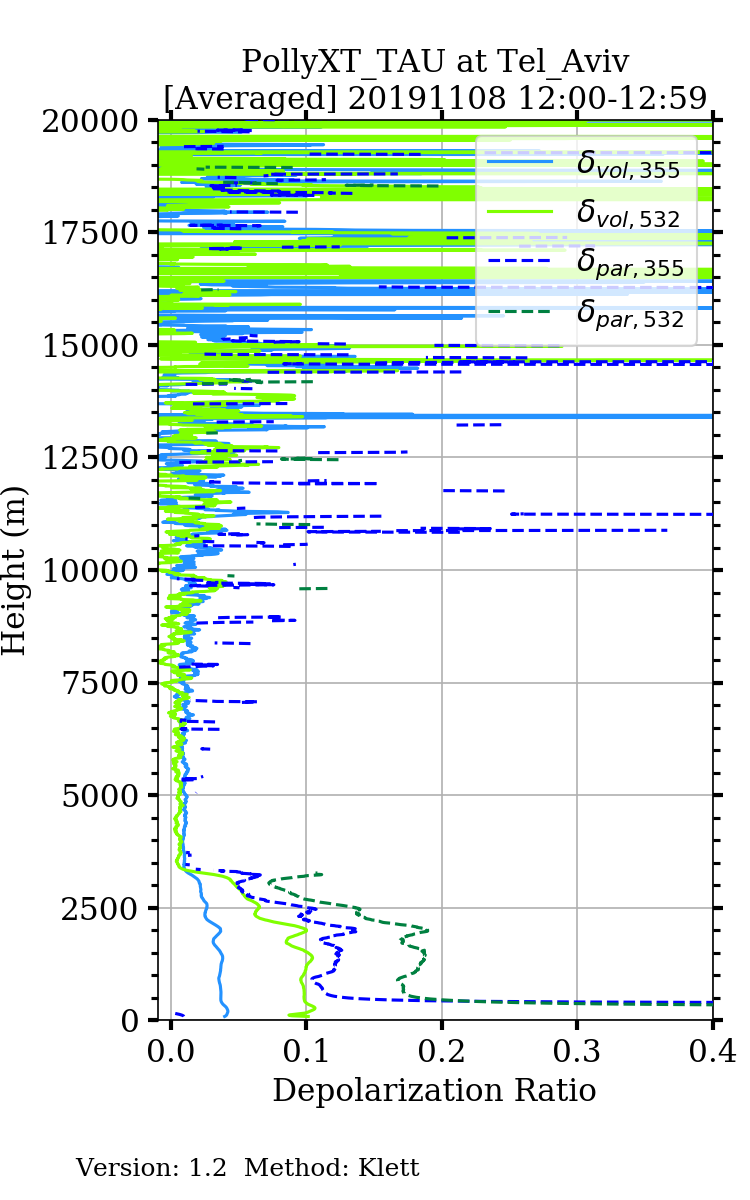 PollyXT_TAU at Tel_Aviv
[Averaged] 20191108 12:00-12:59
20000
17500
15000
12500
10000
7500
5000
2500
0
Height (m)
δvol, 355
δvol, 532
δpar, 355
δpar, 532
0.0 0.1 0.2 0.3 0.4
Depolarization Ratio
Version: 1.2 Method: Klett